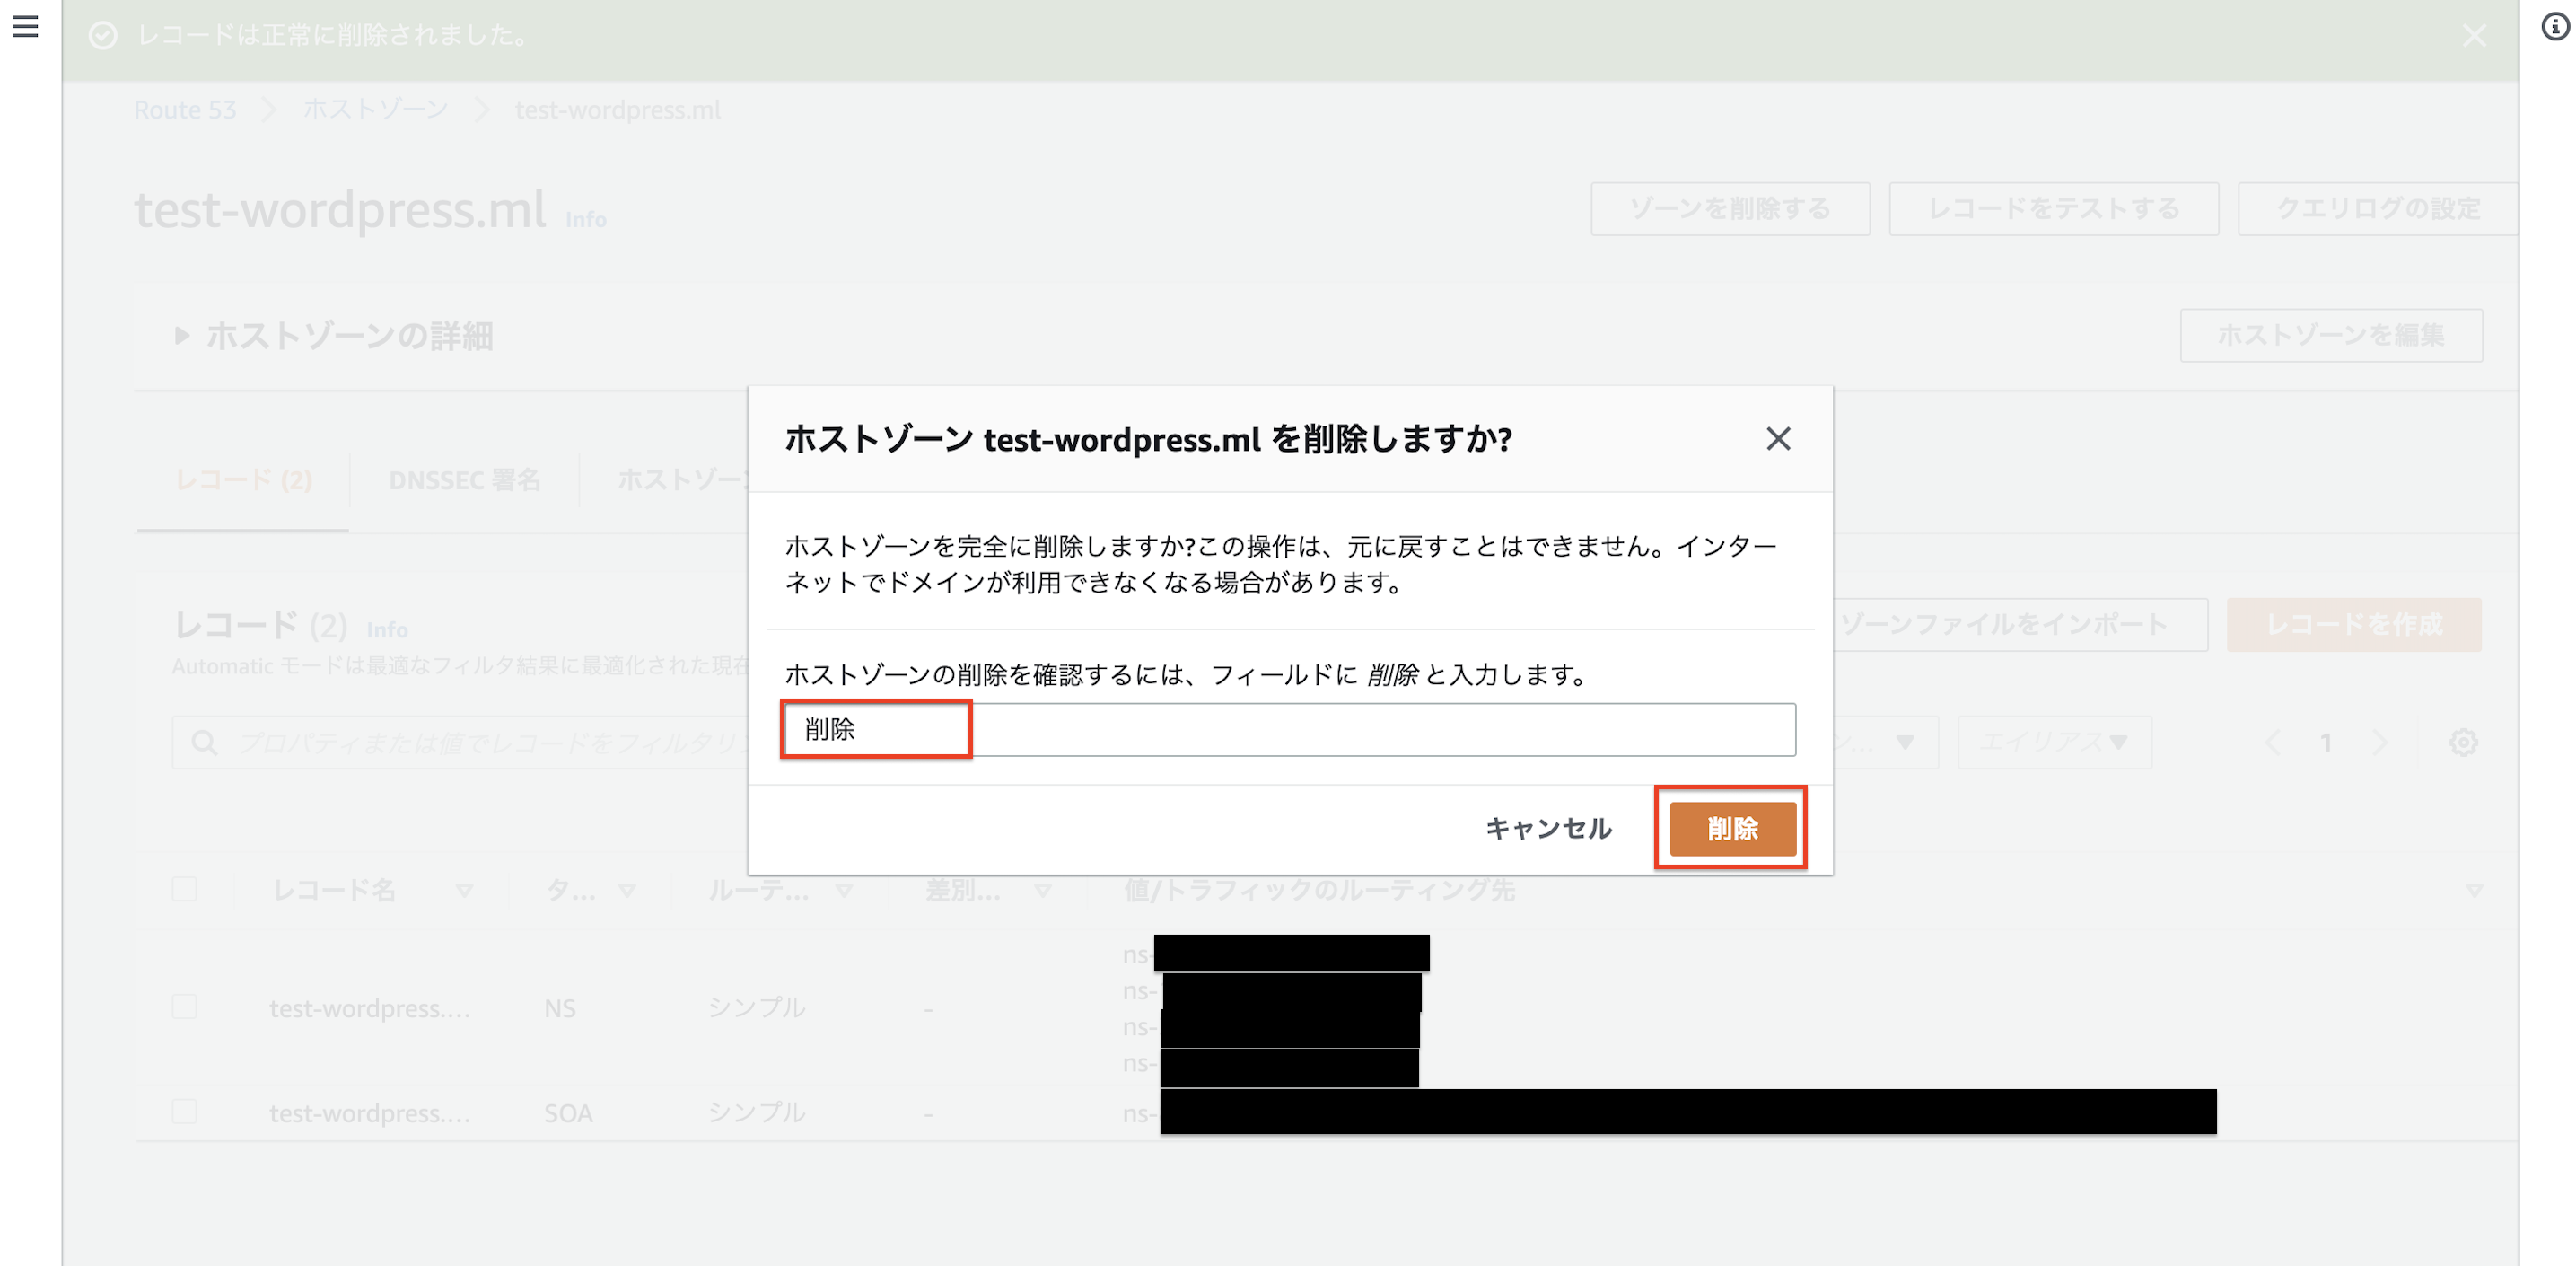 レコードは正常に削除されました。
Route 53 ホストゾーン test-wordpress.ml
test-wordpress.ml Info
ゾーンを削除する レコードをテストする クエリログの設定
ホストゾーンの詳細 ホストゾーンを編集
レコード (2) DNSSEC 署名 ホストゾー
ホストゾーン test-wordpress.ml を削除しますか?
ホストゾーンを完全に削除しますか?この操作は、元に戻すことはできません。インター
ネットでドメインが利用できなくなる場合があります。
レコード (2) Info
ゾーンファイルをインポート レコードを作成
Automatic モードは最適なフィルタ結果に最適化された現在
ホストゾーンの削除を確認するには、フィールドに 削除 と入力します。
削除
プロパティまたは値でレコードをフィルタリ
ン... エイリアス 1
キャンセル 削除
レコード名 タ... ルーテ... 差別... 値/トラフィックのルーティング先
test-wordpress.... NS シンプル -
ns-
ns-
ns-
ns-
test-wordpress.... SOA シンプル - ns-